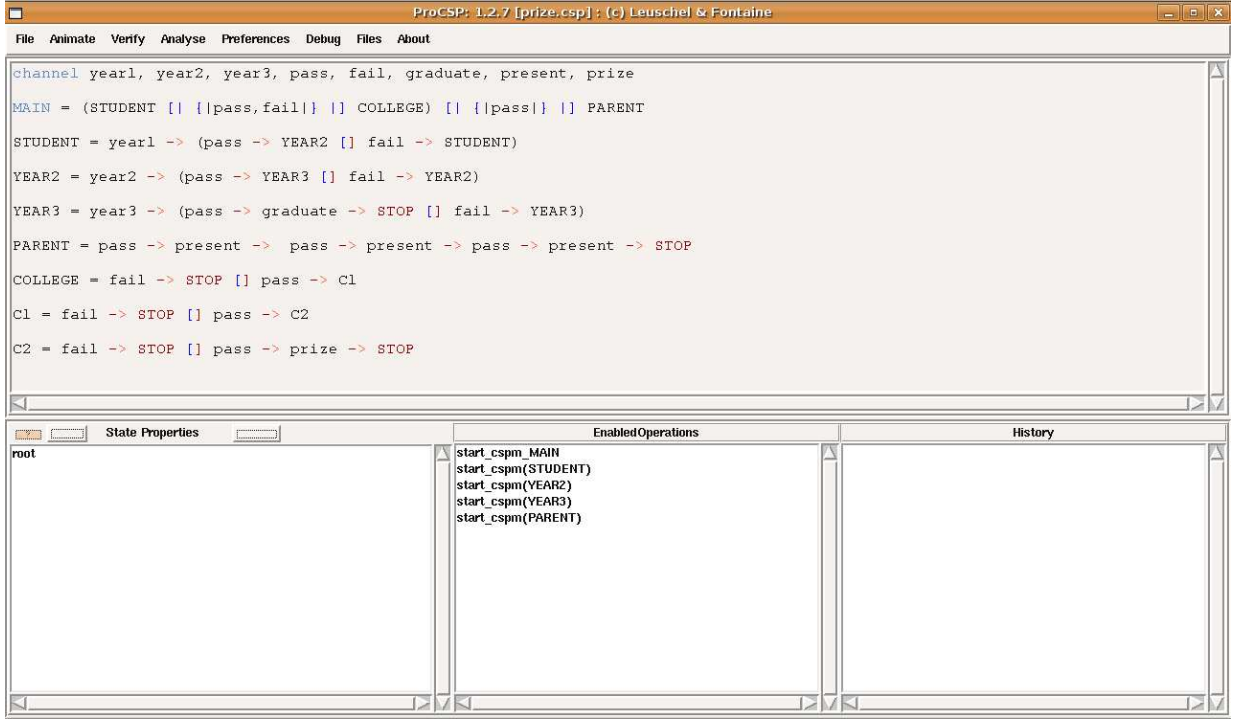 ProCSP: 1.2.7 [prize.csp] : (c) Leuschel & Fontaine
File Animate Verify Analyse Preferences Debug Files About
channel year1, year2, year3, pass, fail, graduate, present, prize
MAIN = (STUDENT [| {|pass,fail|} |] COLLEGE) [| {|pass|} |] PARENT
STUDENT = year1 -> (pass -> YEAR2 [] fail -> STUDENT)
YEAR2 = year2 -> (pass -> YEAR3 [] fail -> YEAR2)
YEAR3 = year3 -> (pass -> graduate -> STOP [] fail -> YEAR3)
PARENT = pass -> present ->  pass -> present -> pass -> present -> STOP
COLLEGE = fail -> STOP [] pass -> C1
C1 = fail -> STOP [] pass -> C2
C2 = fail -> STOP [] pass -> prize -> STOP
State Properties EnabledOperations History
root
start_cspm_MAIN
start_cspm(STUDENT)
start_cspm(YEAR2)
start_cspm(YEAR3)
start_cspm(PARENT)